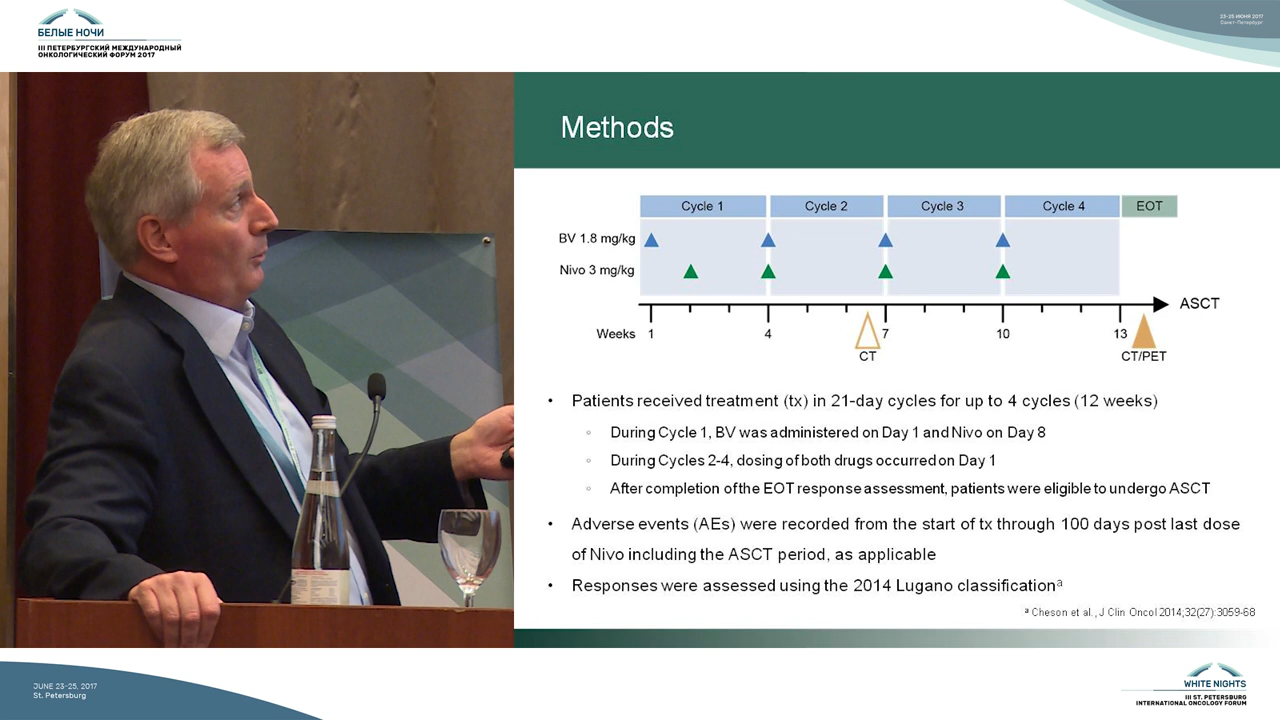 БЕЛЫЕ НОЧИ
III ПЕТЕРБУРГСКИЙ МЕЖДУНАРОДНЫЙ
ОНКОЛОГИЧЕСКИЙ ФОРУМ 2017
23-25 ИЮНЯ 2017
Санкт-Петербург
Methods
Cycle 1 Cycle 2 Cycle 3 Cycle 4 EOT
BV 1.8 mg/kg
Nivo 3 mg/kg
ASCT
Weeks 1 4 7 10 13
CT CT/PET
• Patients received treatment (tx) in 21-day cycles for up to 4 cycles (12 weeks)
◦ During Cycle 1, BV was administered on Day 1 and Nivo on Day 8
◦ During Cycles 2-4, dosing of both drugs occurred on Day 1
◦ After completion of the EOT response assessment, patients were eligible to undergo ASCT
• Adverse events (AEs) were recorded from the start of tx through 100 days post last dose
of Nivo including the ASCT period, as applicable
• Responses were assessed using the 2014 Lugano classificationª
ª Cheson et al., J Clin Oncol 2014;32(27):3059-68
JUNE 23-25, 2017
St. Petersburg
WHITE NIGHTS
III ST. PETERSBURG
INTERNATIONAL ONCOLOGY FORUM